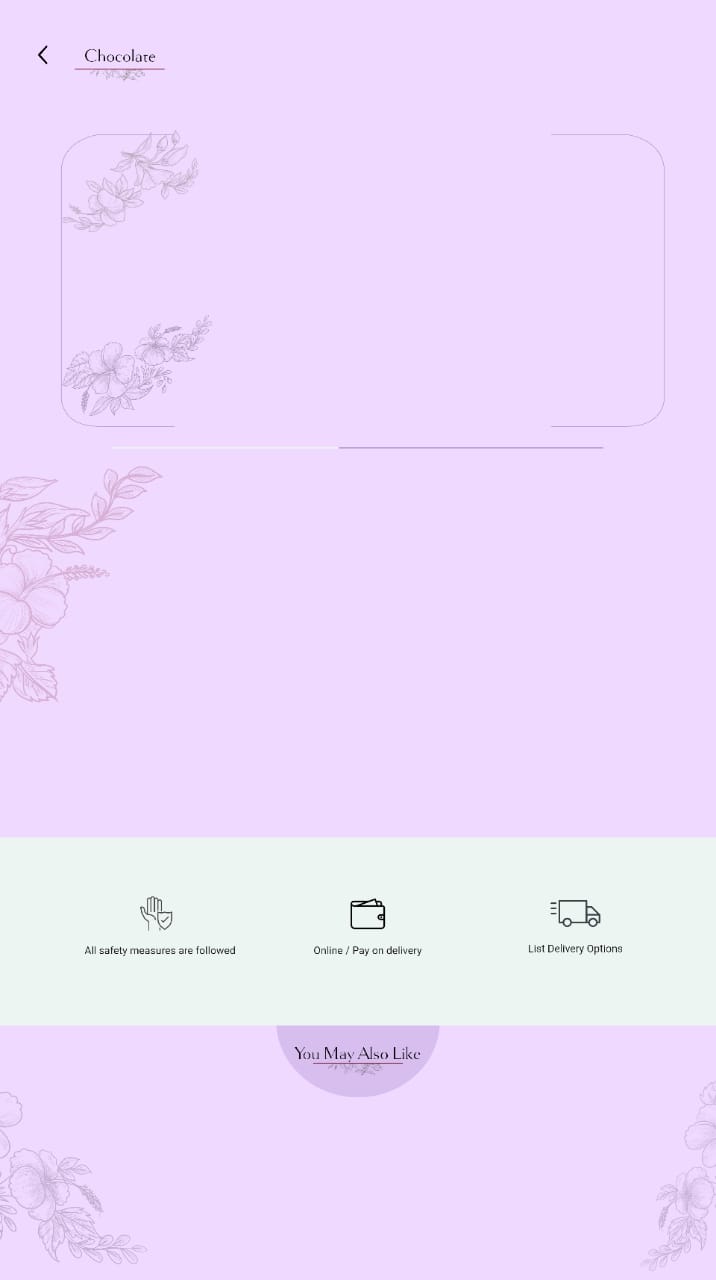 Chocolate
All safety measures are followed
Online / Pay on delivery
List Delivery Options
You May Also Like